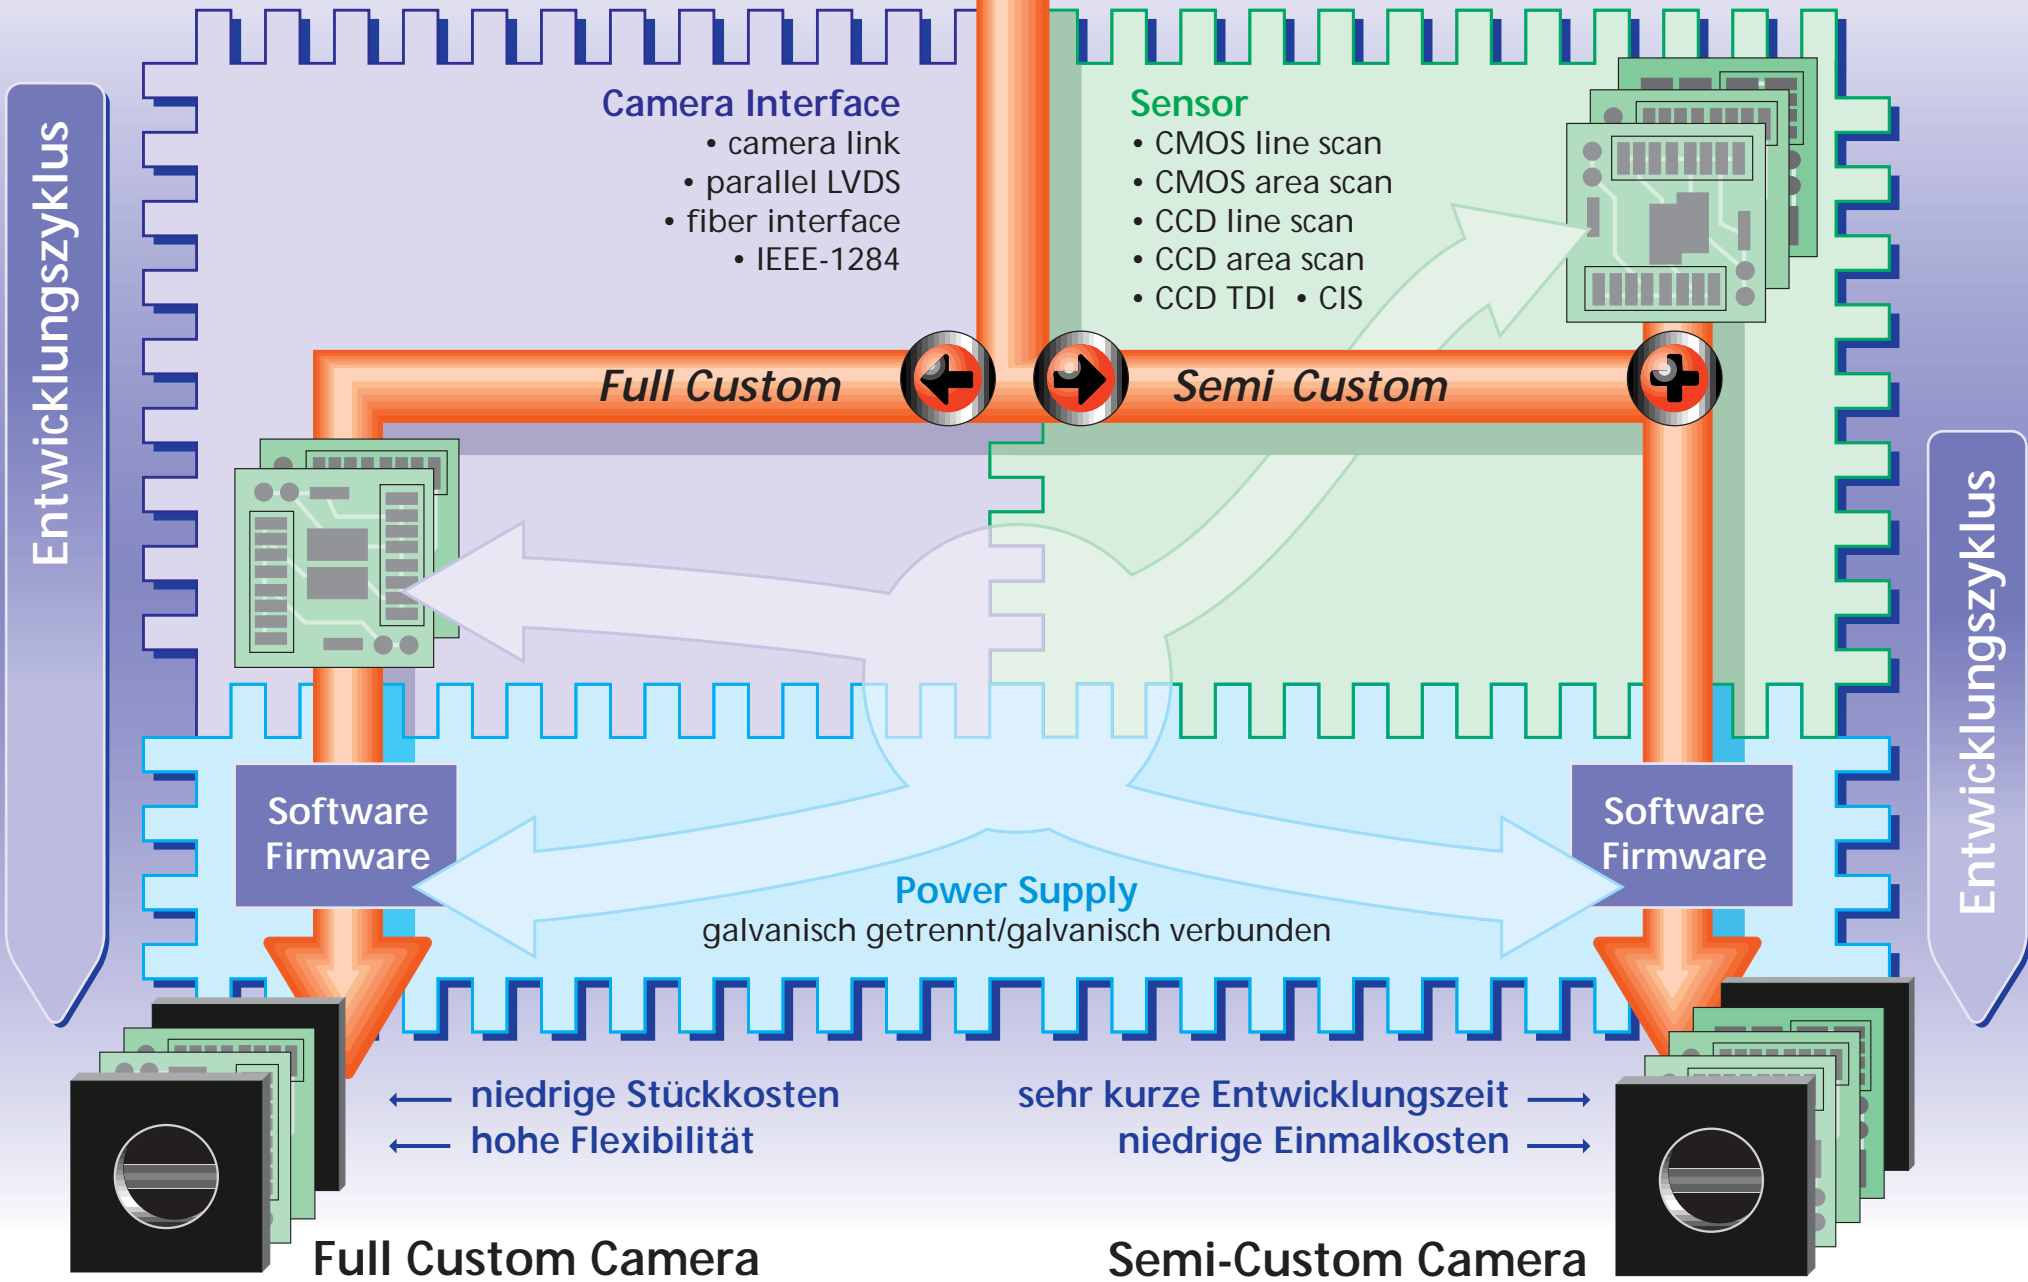 Entwicklungszyklus
Camera Interface
• camera link
• parallel LVDS
• fiber interface
• IEEE-1284
Sensor
• CMOS line scan
• CMOS area scan
• CCD line scan
• CCD area scan
• CCD TDI • CIS
Full Custom
Semi Custom
Entwicklungszyklus
Software
Firmware
Software
Firmware
Power Supply
galvanisch getrennt/galvanisch verbunden
← niedrige Stückkosten
← hohe Flexibilität
sehr kurze Entwicklungszeit →
niedrige Einmalkosten →
Full Custom Camera
Semi-Custom Camera